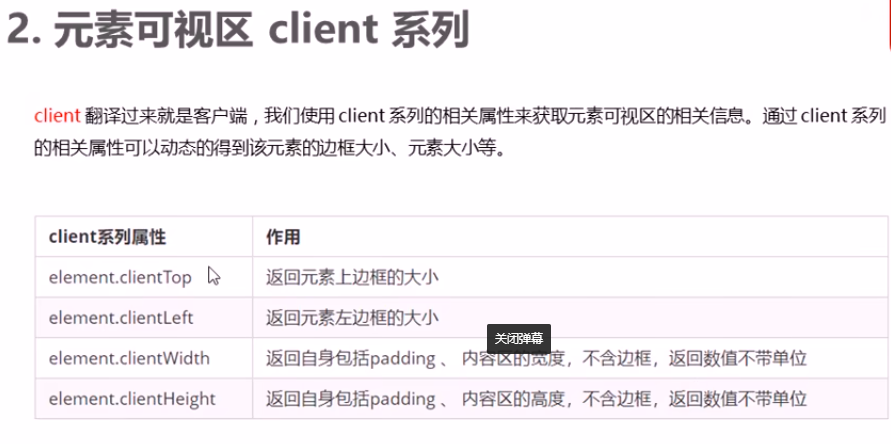 2. 元素可视区 client 系列
client 翻译过来就是客户端，我们使用 client 系列的相关属性来获取元素可视区的相关信息。通过 client 系列
的相关属性可以动态的得到该元素的边框大小、元素大小等。
client系列属性 作用
element.clientTop 返回元素上边框的大小
element.clientLeft 返回元素左边框的大小
关闭弹幕
element.clientWidth 返回自身包括padding 、 内容区的宽度，不含边框，返回数值不带单位
element.clientHeight 返回自身包括padding 、 内容区的高度，不含边框，返回数值不带单位